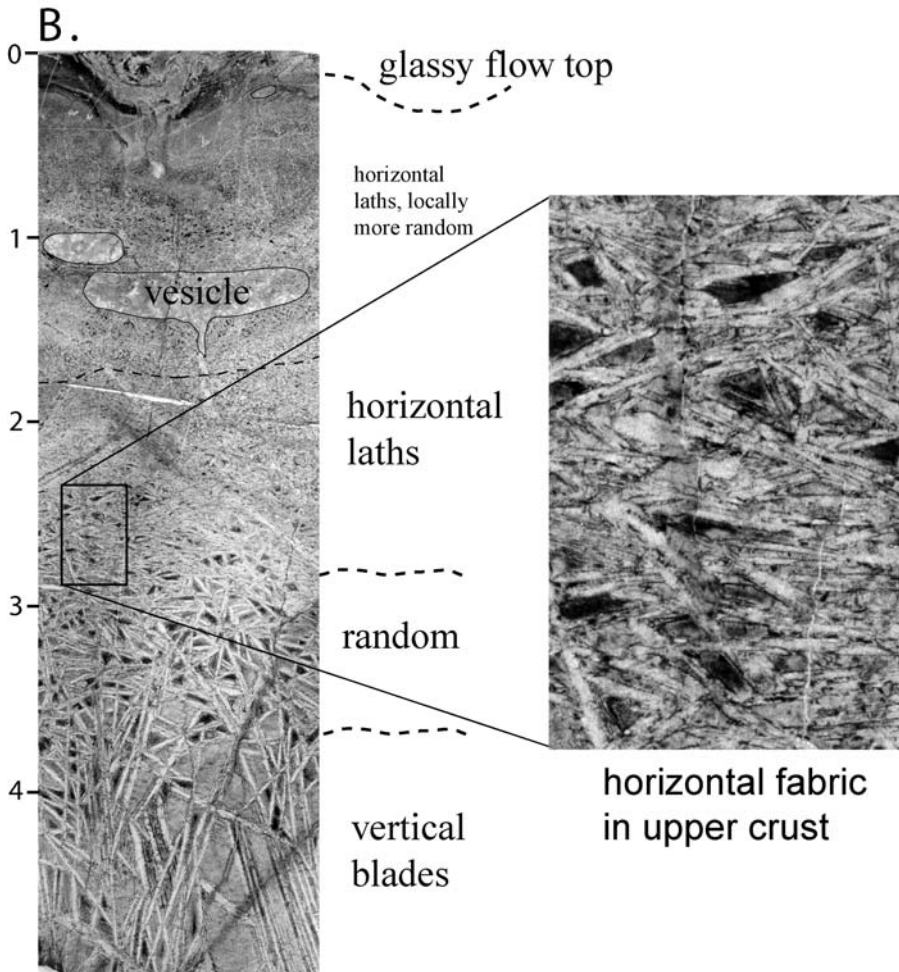 B.
0
glassy flow top
horizontal
laths, locally
more random
1
vesicle
2
horizontal
laths
3
random
4
vertical
blades
horizontal fabric
in upper crust